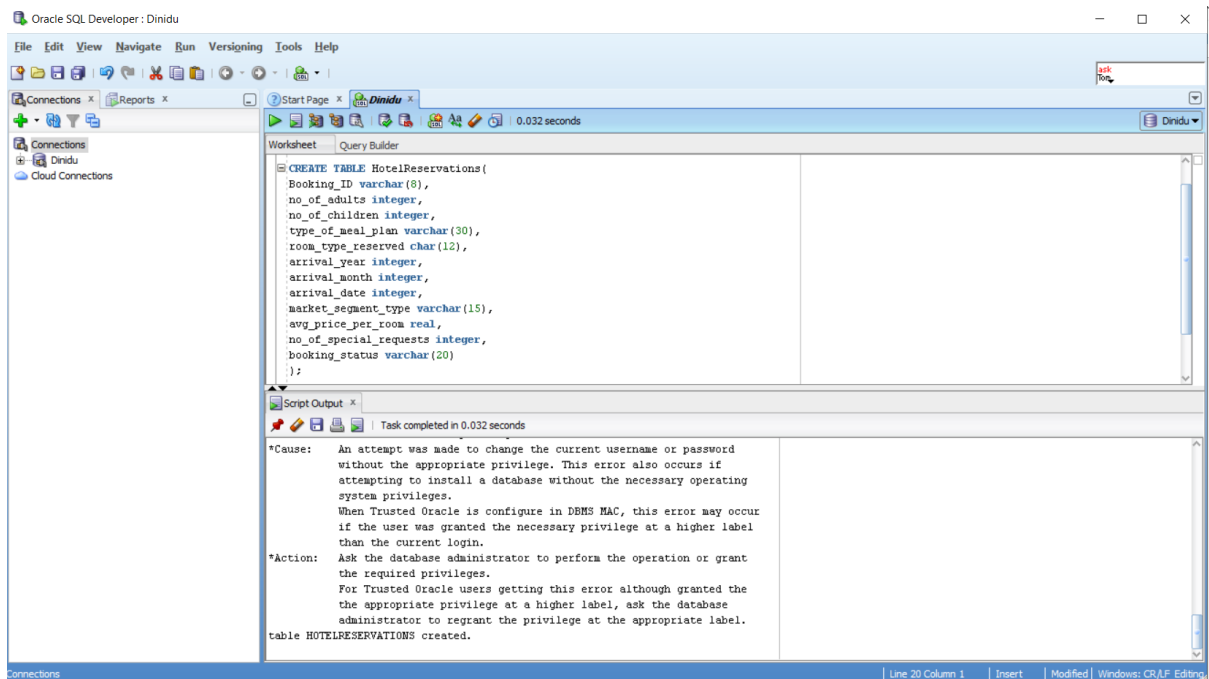 Oracle SQL Developer : Dinidu
File Edit View Navigate Run Versioning Tools Help
ask
Tom
Connections x Reports x
Start Page x Dinidu x
0.032 seconds
Dinidu
Worksheet Query Builder
Connections
Dinidu
Cloud Connections
CREATE TABLE HotelReservations(
Booking_ID varchar(8),
no_of_adults integer,
no_of_children integer,
type_of_meal_plan varchar(30),
room_type_reserved char(12),
arrival_year integer,
arrival_month integer,
arrival_date integer,
market_segment_type varchar(15),
avg_price_per_room real,
no_of_special_requests integer,
booking_status varchar(20)
);
Script Output x
Task completed in 0.032 seconds
*Cause: An attempt was made to change the current username or password
without the appropriate privilege. This error also occurs if
attempting to install a database without the necessary operating
system privileges.
When Trusted Oracle is configure in DBMS MAC, this error may occur
if the user was granted the necessary privilege at a higher label
than the current login.
*Action: Ask the database administrator to perform the operation or grant
the required privileges.
For Trusted Oracle users getting this error although granted the
the appropriate privilege at a higher label, ask the database
administrator to regrant the privilege at the appropriate label.
table HOTELRESERVATIONS created.
Connections
Line 20 Column 1 Insert Modified Windows: CR/LF Editing